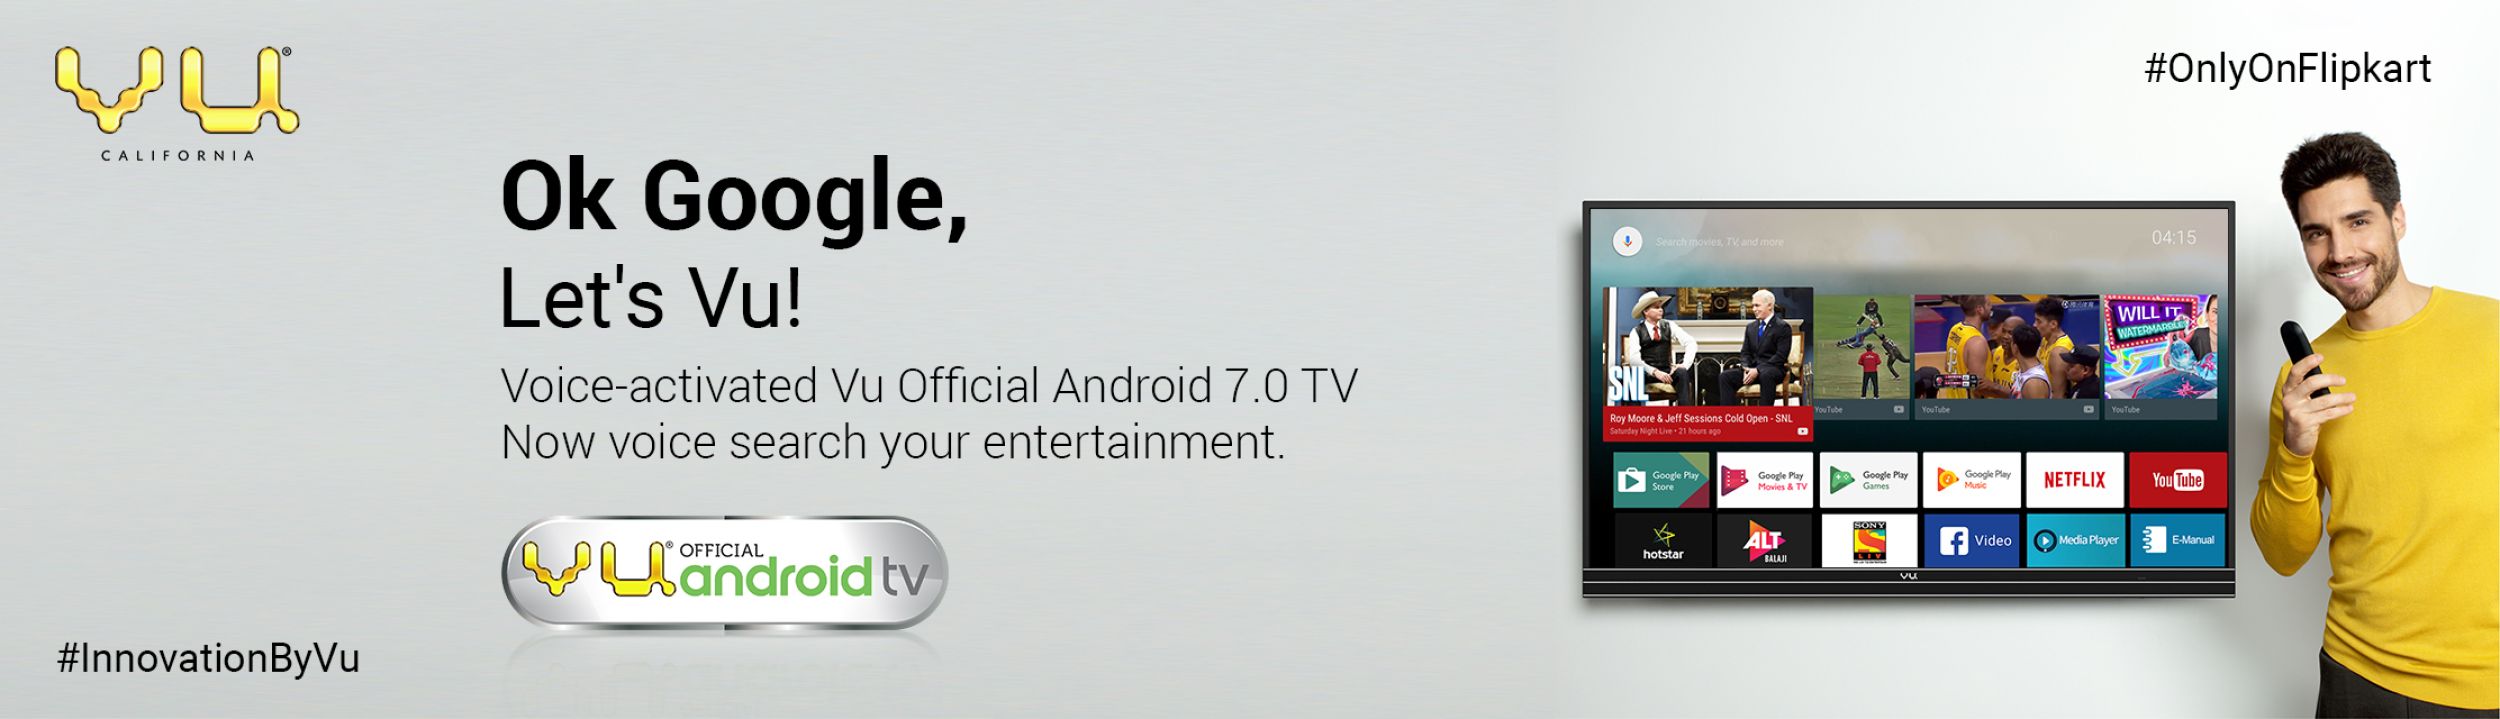 VU®
CALIFORNIA
#OnlyOnFlipkart
Ok Google,
Let's Vu!
Voice-activated Vu Official Android 7.0 TV
Now voice search your entertainment.
VU® OFFICIAL
androidtv
#InnovationByVu
Search movies, TV, and more
04:15
SNL
WILL IT
WATERMARBLE?
Roy Moore & Jeff Sessions Cold Open - SNL
Saturday Night Live • 21 hours ago
YouTube
YouTube
YouTube
Google Play
Store
Google Play
Movies & TV
Google Play
Games
Google Play
Music
NETFLIX
YouTube
hotstar
ALT
BALAJI
SONY
LIV
Video
Media Player
E-Manual
VU